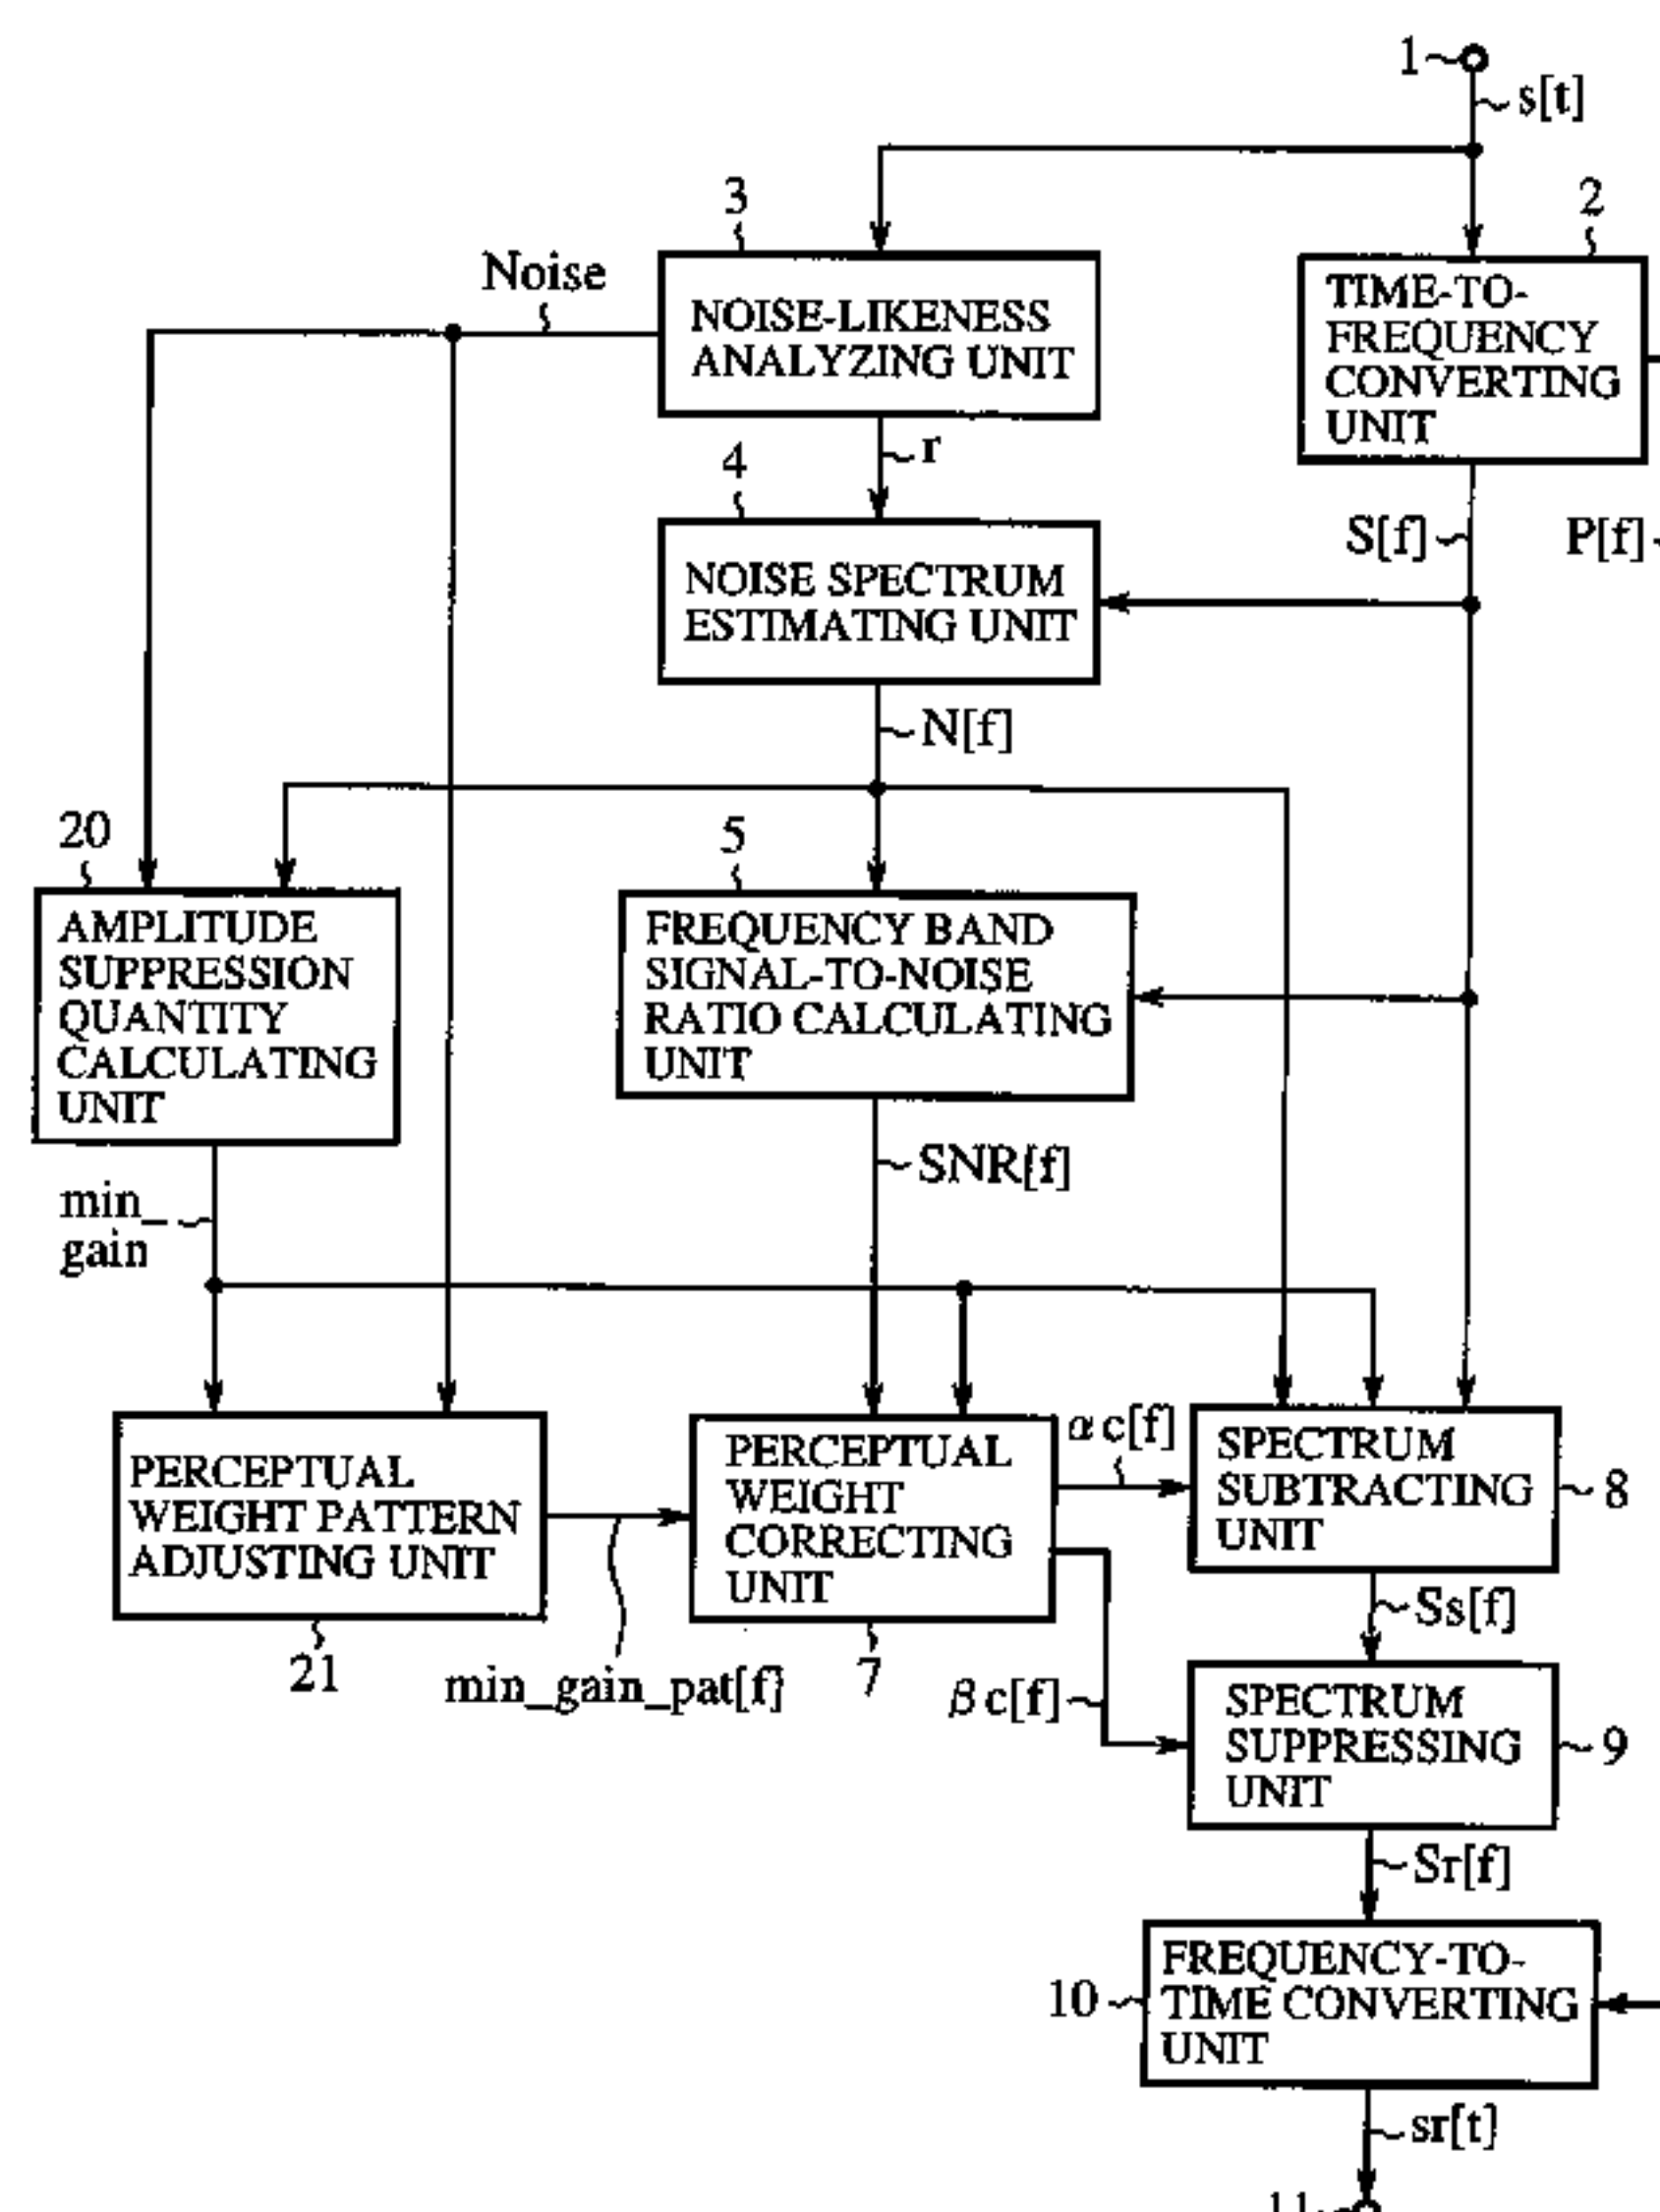 1
s[t]
3
2
Noise
NOISE-LIKENESS
ANALYZING UNIT
TIME-TO-
FREQUENCY
CONVERTING
UNIT
r
4
S[f]
P[f]
NOISE SPECTRUM
ESTIMATING UNIT
N[f]
20
5
AMPLITUDE
SUPPRESSION
QUANTITY
CALCULATING
UNIT
FREQUENCY BAND
SIGNAL-TO-NOISE
RATIO CALCULATING
UNIT
SNR[f]
min_
gain
PERCEPTUAL
WEIGHT PATTERN
ADJUSTING UNIT
21
min_gain_pat[f]
PERCEPTUAL
WEIGHT
CORRECTING
UNIT
7
αc[f]
βc[f]
SPECTRUM
SUBTRACTING
UNIT
8
Ss[f]
SPECTRUM
SUPPRESSING
UNIT
9
Sr[f]
10
FREQUENCY-TO-
TIME CONVERTING
UNIT
sr[t]
11